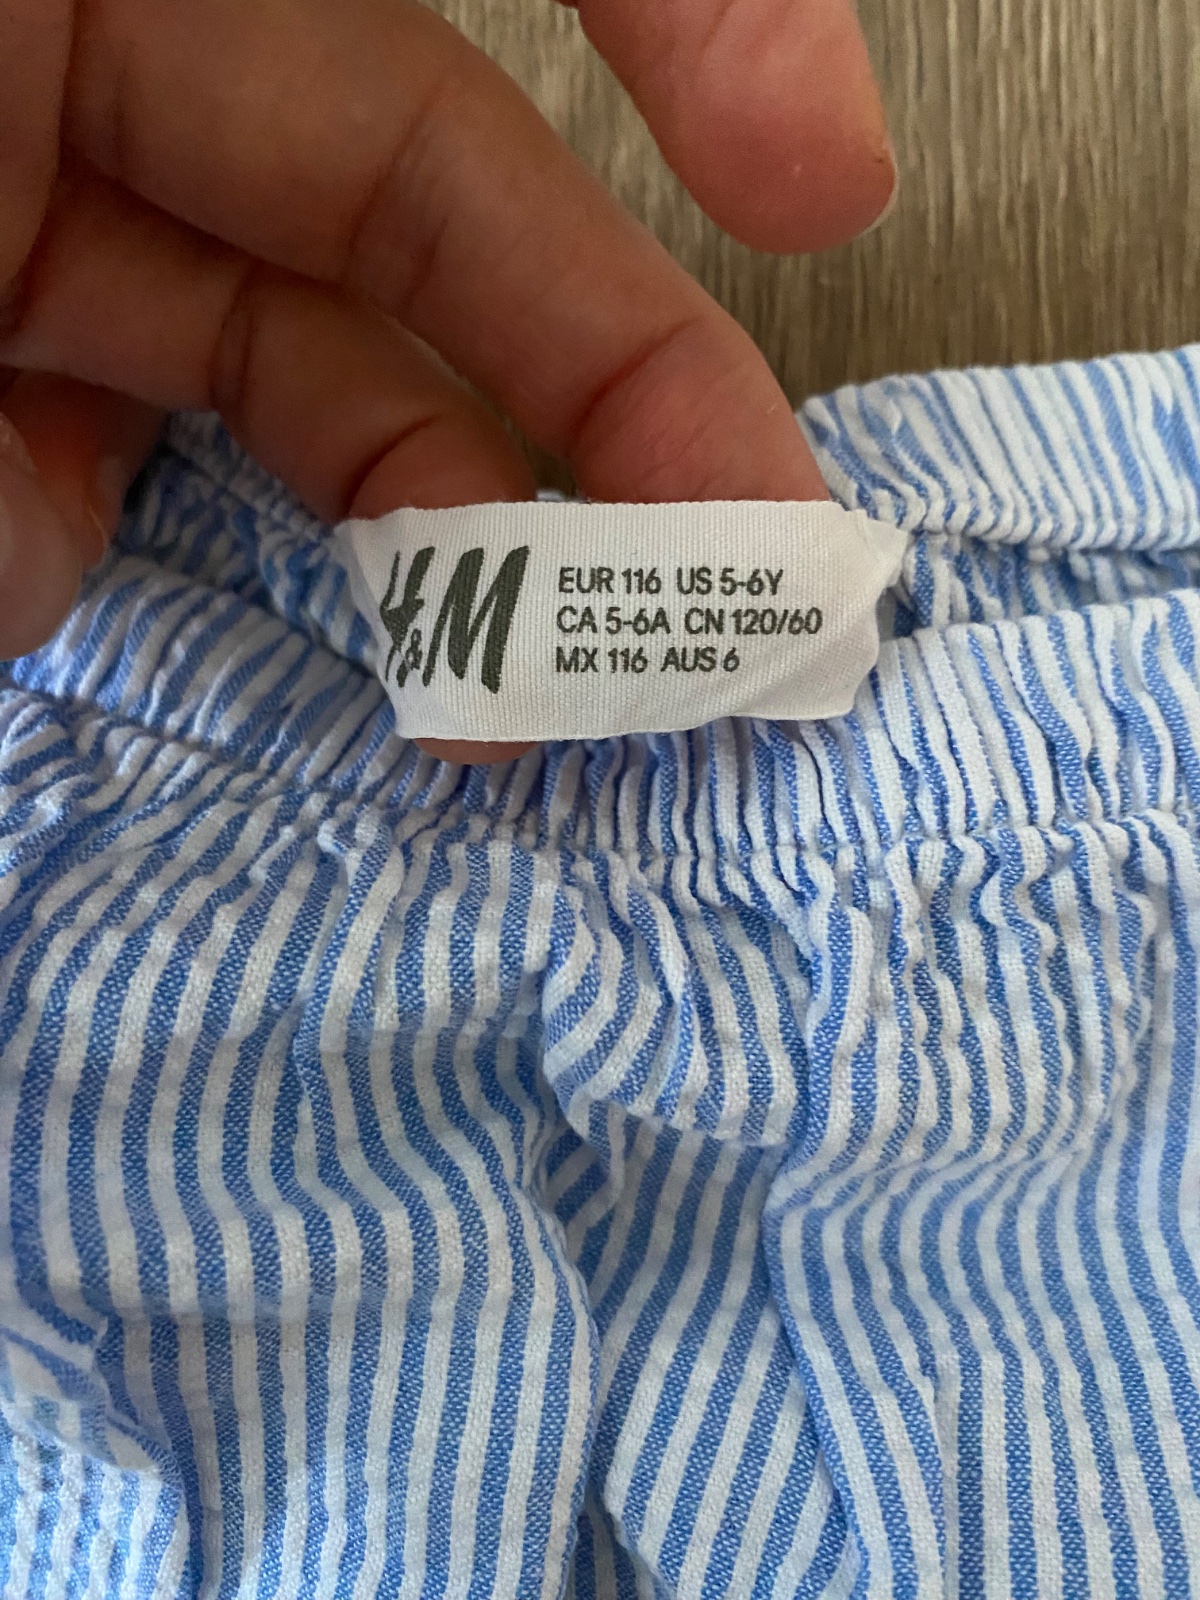 H&M
EUR 116 US 5-6Y
CA 5-6A CN 120/60
MX 116 AUS 6